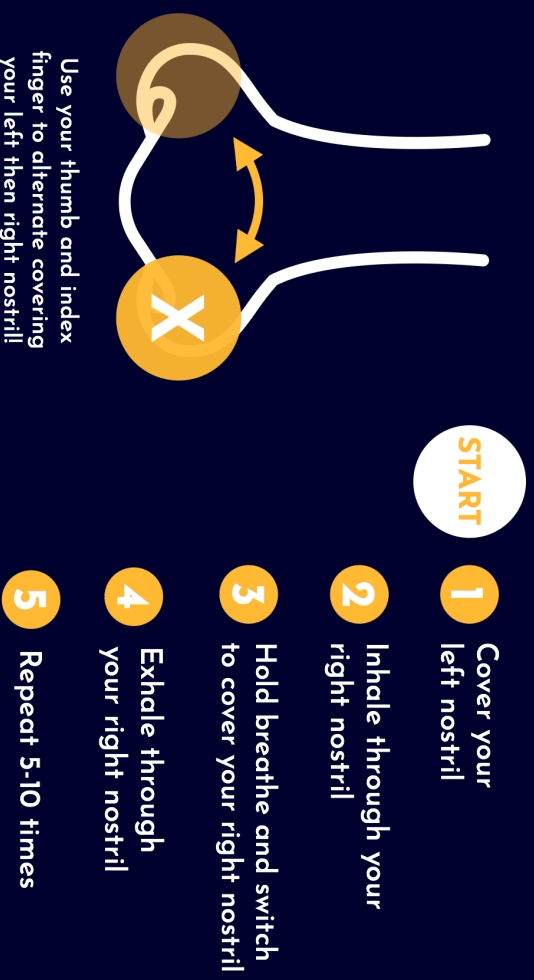 X
Use your thumb and index
finger to alternate covering
your left then right nostril!
START
1
Cover your
left nostril
2
Inhale through your
right nostril
3
Hold breathe and switch
to cover your right nostril
4
Exhale through
your right nostril
5
Repeat 5-10 times